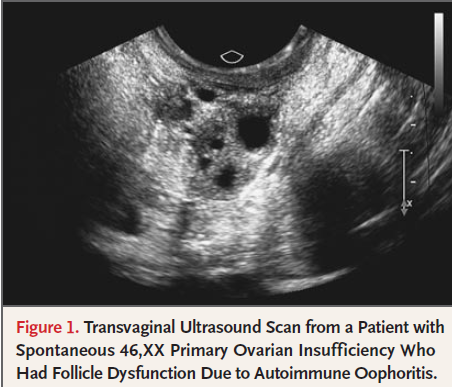 x
Figure 1. Transvaginal Ultrasound Scan from a Patient with
Spontaneous 46,XX Primary Ovarian Insufficiency Who
Had Follicle Dysfunction Due to Autoimmune Oophoritis.